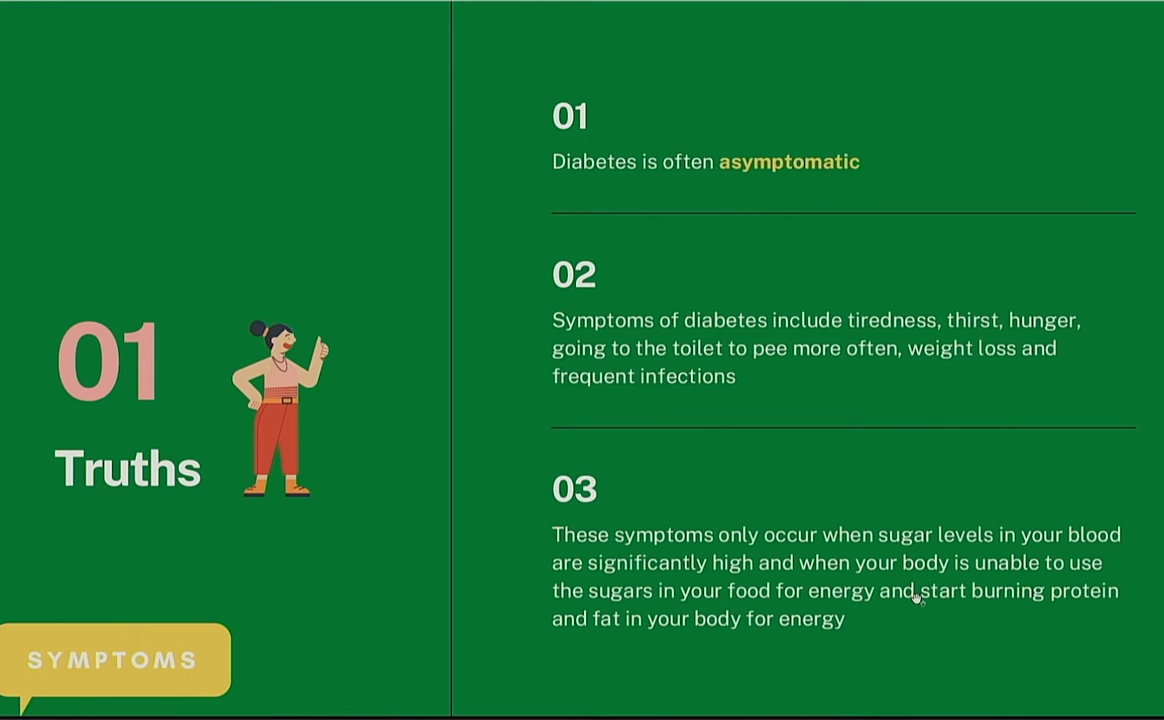 01
Truths
SYMPTOMS
01
Diabetes is often asymptomatic
02
Symptoms of diabetes include tiredness, thirst, hunger,
going to the toilet to pee more often, weight loss and
frequent infections
03
These symptoms only occur when sugar levels in your blood
are significantly high and when your body is unable to use
the sugars in your food for energy and start burning protein
and fat in your body for energy